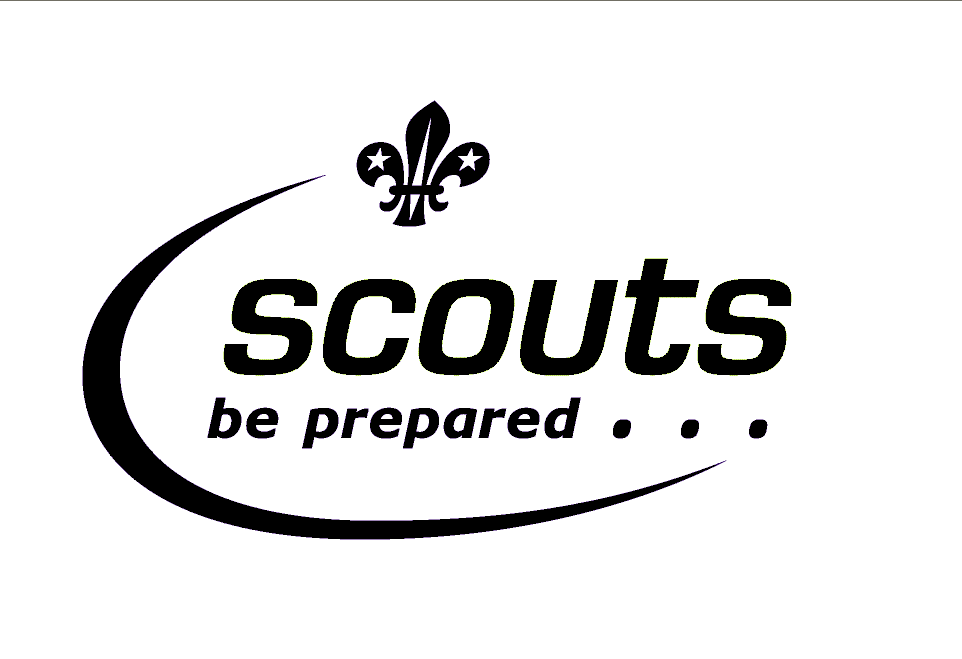 scouts
be prepared . . .